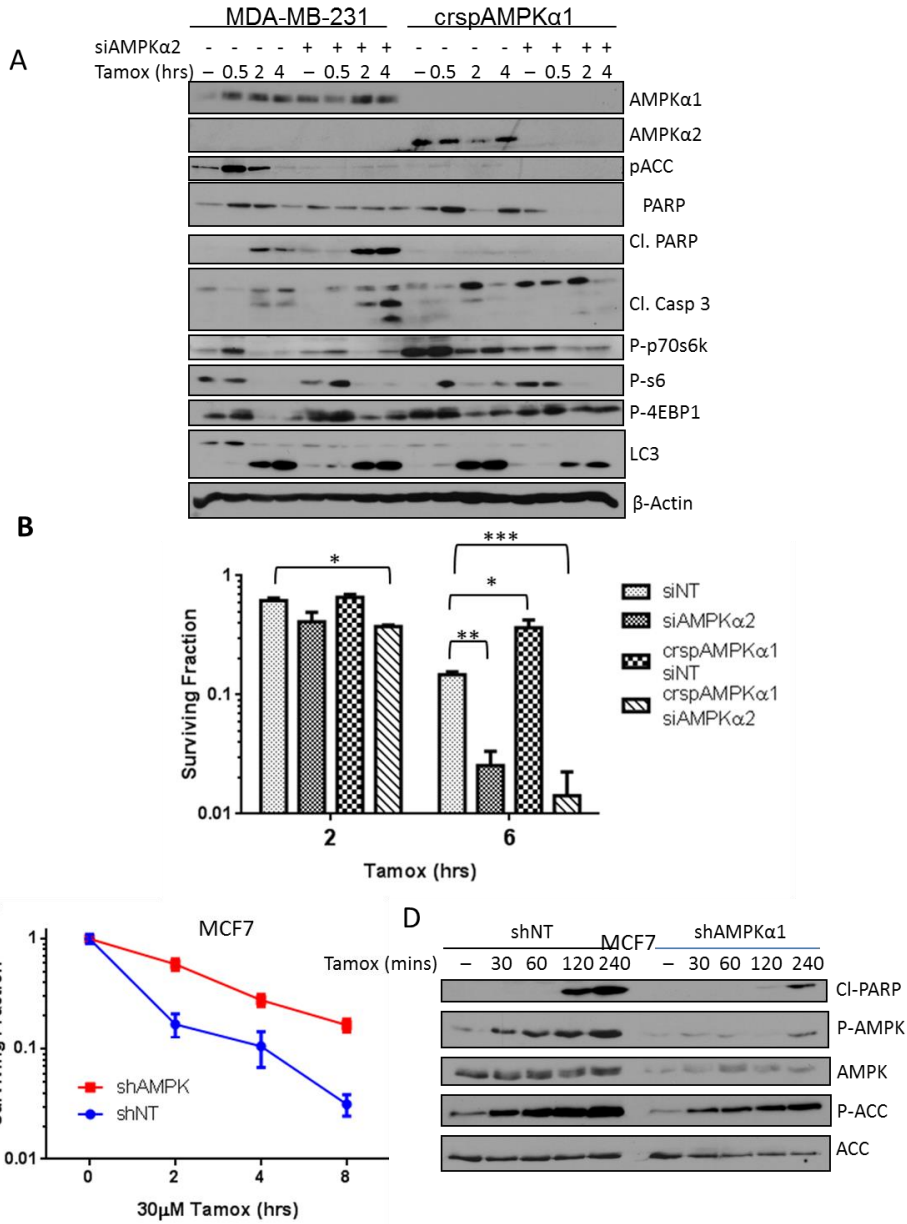 MDA-MB-231 crspAMPKα1
A
siAMPKα2 - - - - + + + + - - - - + + + +
Tamox (hrs) – 0.5 2 4 – 0.5 2 4 – 0.5 2 4 – 0.5 2 4
AMPKα1
AMPKα2
pACC
PARP
Cl. PARP
Cl. Casp 3
P-p70s6k
P-s6
P-4EBP1
LC3
β-Actin
B
***
* *
**
1
0.1
0.01
Surviving Fraction
2 6
Tamox (hrs)
siNT
siAMPKα2
crspAMPKα1
siNT
crspAMPKα1
siAMPKα2
MCF7
1
0.1
0.01
shAMPK
shNT
0 2 4 8
30µM Tamox (hrs)
D
shNT MCF7 shAMPKα1
Tamox (mins) – 30 60 120 240 – 30 60 120 240
Cl-PARP
P-AMPK
AMPK
P-ACC
ACC